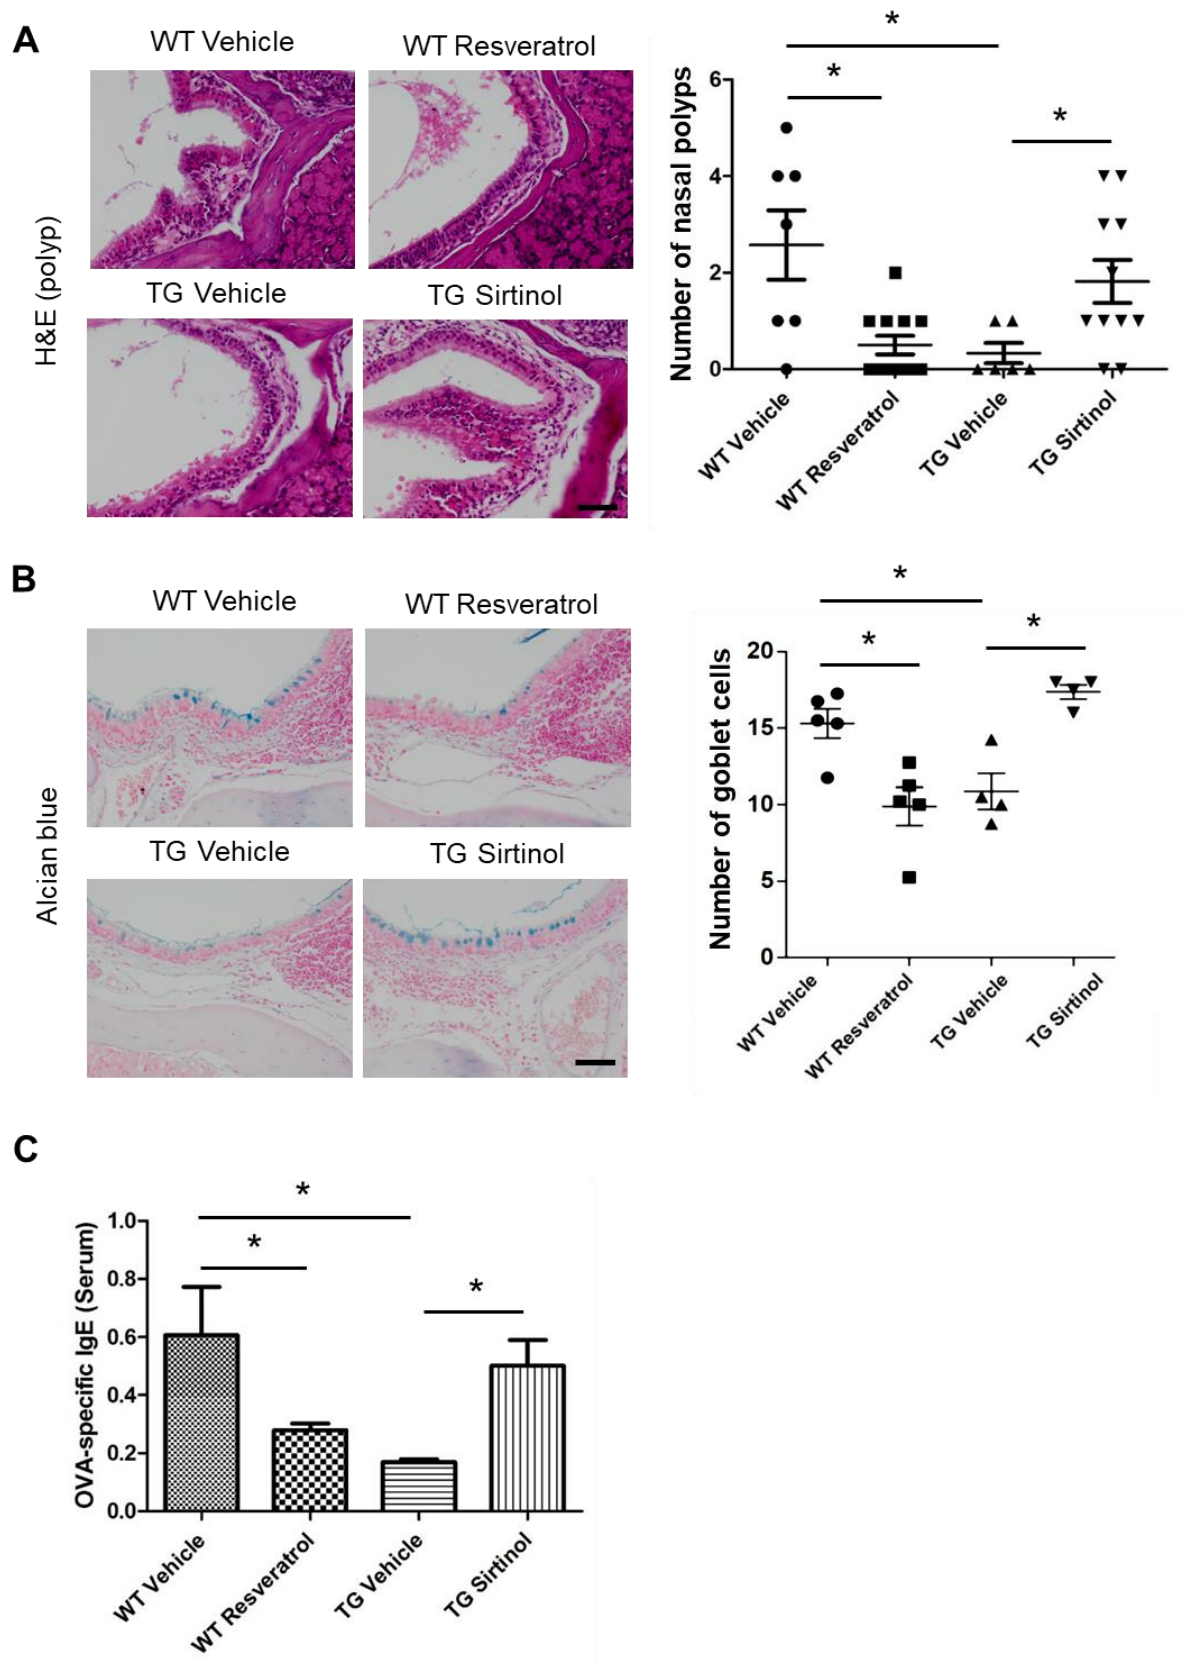 A
WT Vehicle
WT Resveratrol
TG Vehicle
TG Sirtinol
H&E (polyp)
*
*
*
Number of nasal polyps
6
4
2
0
WT Vehicle
WT Resveratrol
TG Vehicle
TG Sirtinol
B
WT Vehicle
WT Resveratrol
TG Vehicle
TG Sirtinol
Alcian blue
*
*
*
Number of goblet cells
20
15
10
5
0
WT Vehicle
WT Resveratrol
TG Vehicle
TG Sirtinol
C
*
*
*
OVA-specific IgE (Serum)
1.0
0.8
0.6
0.4
0.2
0.0
WT Vehicle
WT Resveratrol
TG Vehicle
TG Sirtinol